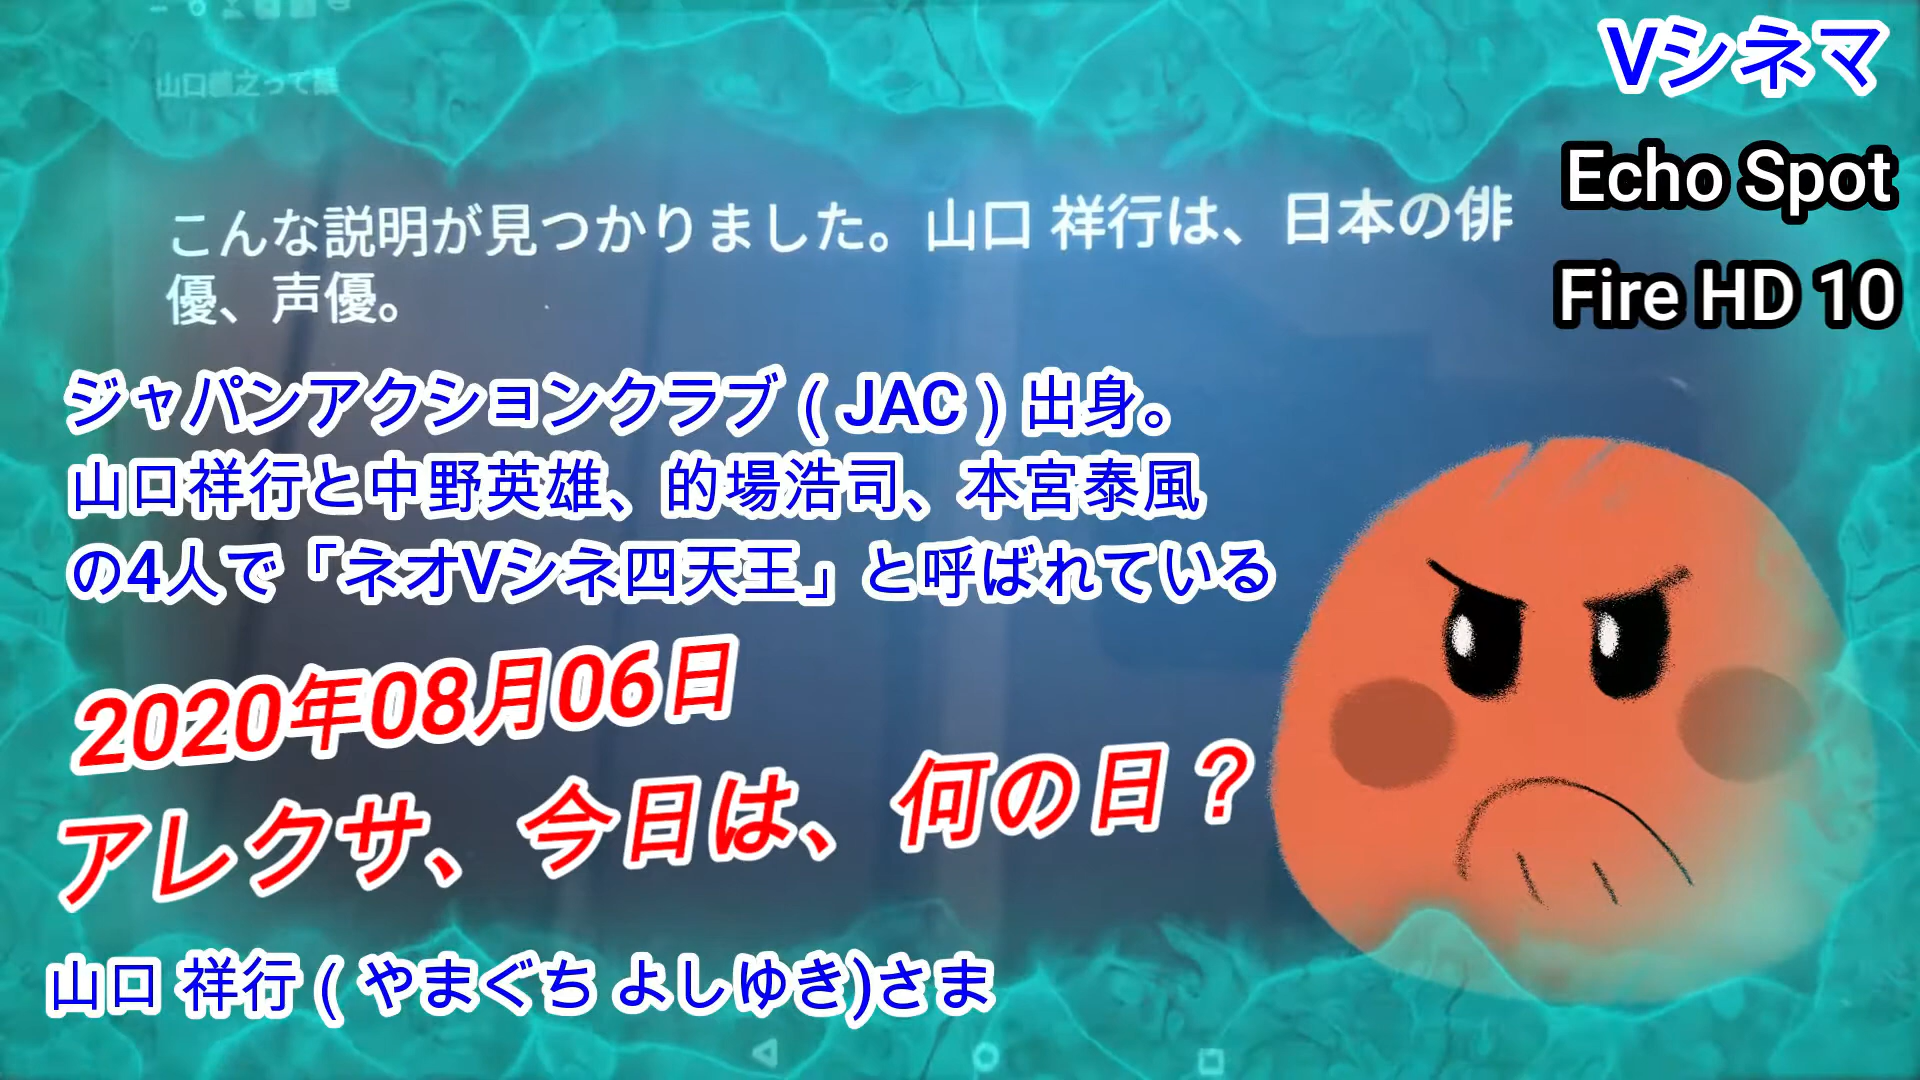 Vシネマ
Echo Spot
Fire HD 10
こんな説明が見つかりました。山口 祥行は、日本の俳
優、声優。
ジャパンアクションクラブ ( JAC ) 出身。
山口祥行と中野英雄、的場浩司、本宮泰風
の4人で「ネオVシネ四天王」と呼ばれている
2020年08月06日
アレクサ、今日は、何の日？
山口 祥行 ( やまぐち よしゆき)さま